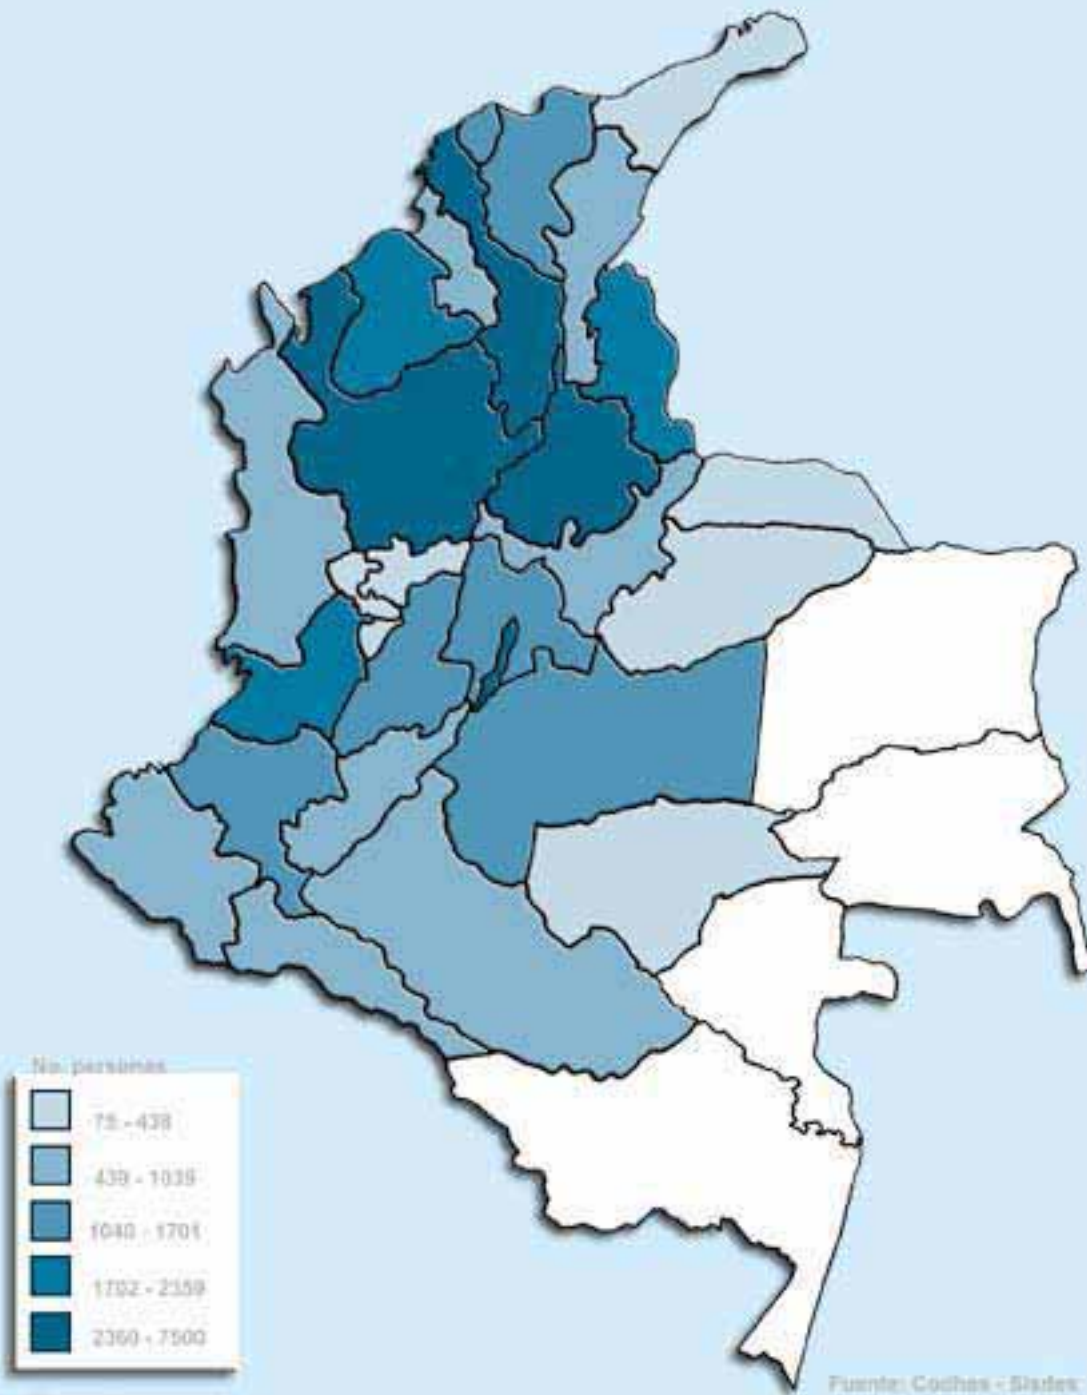 No. personas
75 - 438
439 - 1039
1040 - 1701
1702 - 2359
2360 - 7500
Fuente: Codhes - Sisdes